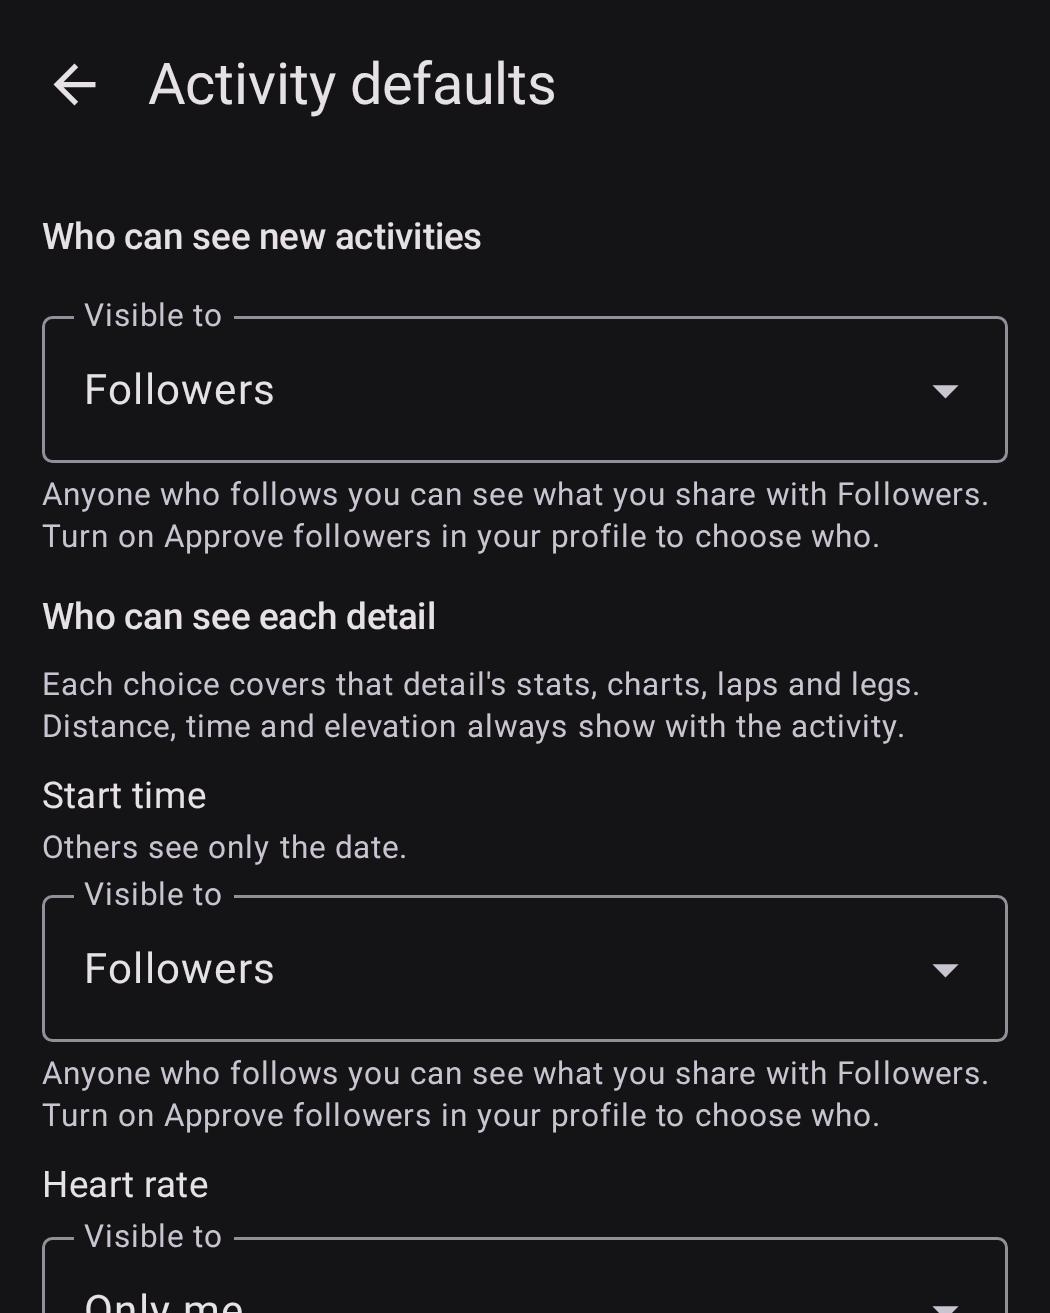 Activity defaults
Who can see new activities
Visible to
Followers
Anyone who follows you can see what you share with Followers.
Turn on Approve followers in your profile to choose who.
Who can see each detail
Each choice covers that detail's stats, charts, laps and legs.
Distance, time and elevation always show with the activity.
Start time
Others see only the date.
Visible to
Followers
Anyone who follows you can see what you share with Followers.
Turn on Approve followers in your profile to choose who.
Heart rate
Visible to
Only me